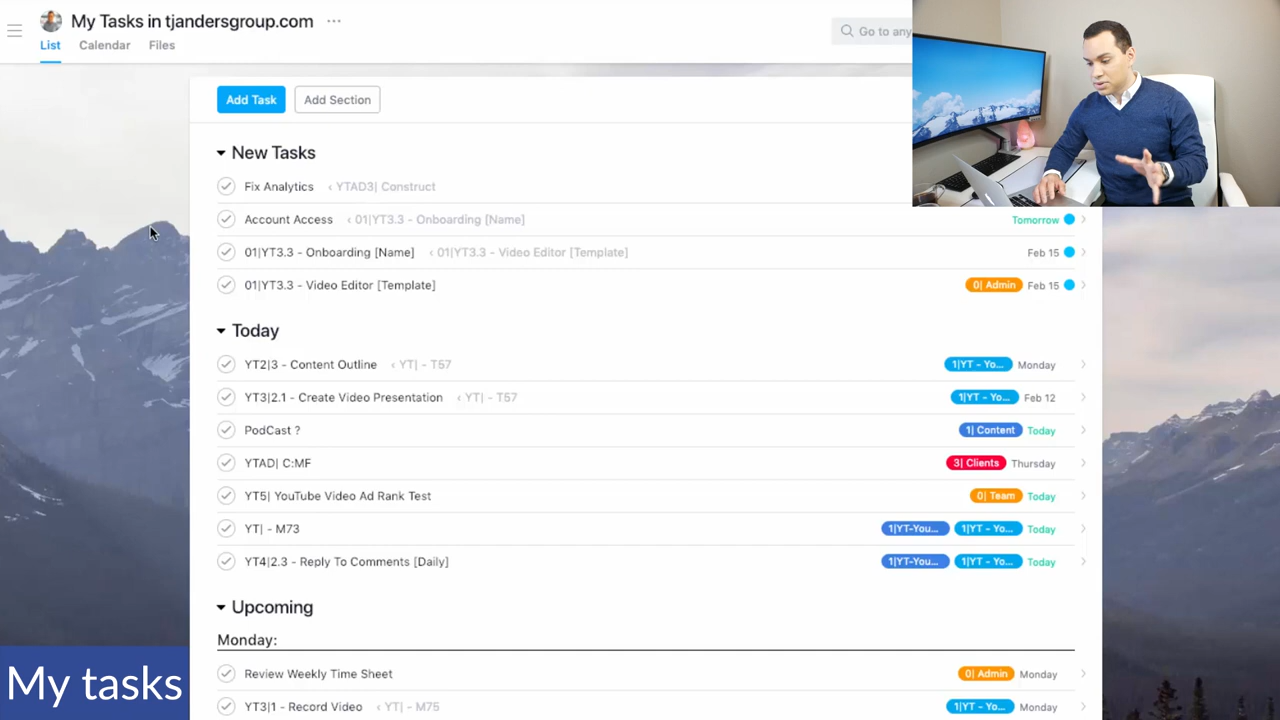 My Tasks in tjandersgroup.com ...
List Calendar Files
Go to any
Add Task Add Section
New Tasks
Fix Analytics ‹ YTAD3| Construct
Account Access ‹ 01|YT3.3 - Onboarding [Name] Tomorrow
01|YT3.3 - Onboarding [Name] ‹ 01|YT3.3 - Video Editor [Template] Feb 15
01|YT3.3 - Video Editor [Template] 0| Admin Feb 15
Today
YT2|3 - Content Outline ‹ YT| - T57 1|YT - Yo... Monday
YT3|2.1 - Create Video Presentation ‹ YT| - T57 1|YT - Yo... Feb 12
PodCast ? 1| Content Today
YTAD| C:MF 3| Clients Thursday
YT5| YouTube Video Ad Rank Test 0| Team Today
YT| - M73 1|YT-You... 1|YT - Yo... Today
YT4|2.3 - Reply To Comments [Daily] 1|YT-You... 1|YT - Yo... Today
Upcoming
Monday:
Review Weekly Time Sheet 0| Admin Monday
YT3|1 - Record Video ‹ YT| - M75 1|YT - Yo... Monday
My tasks